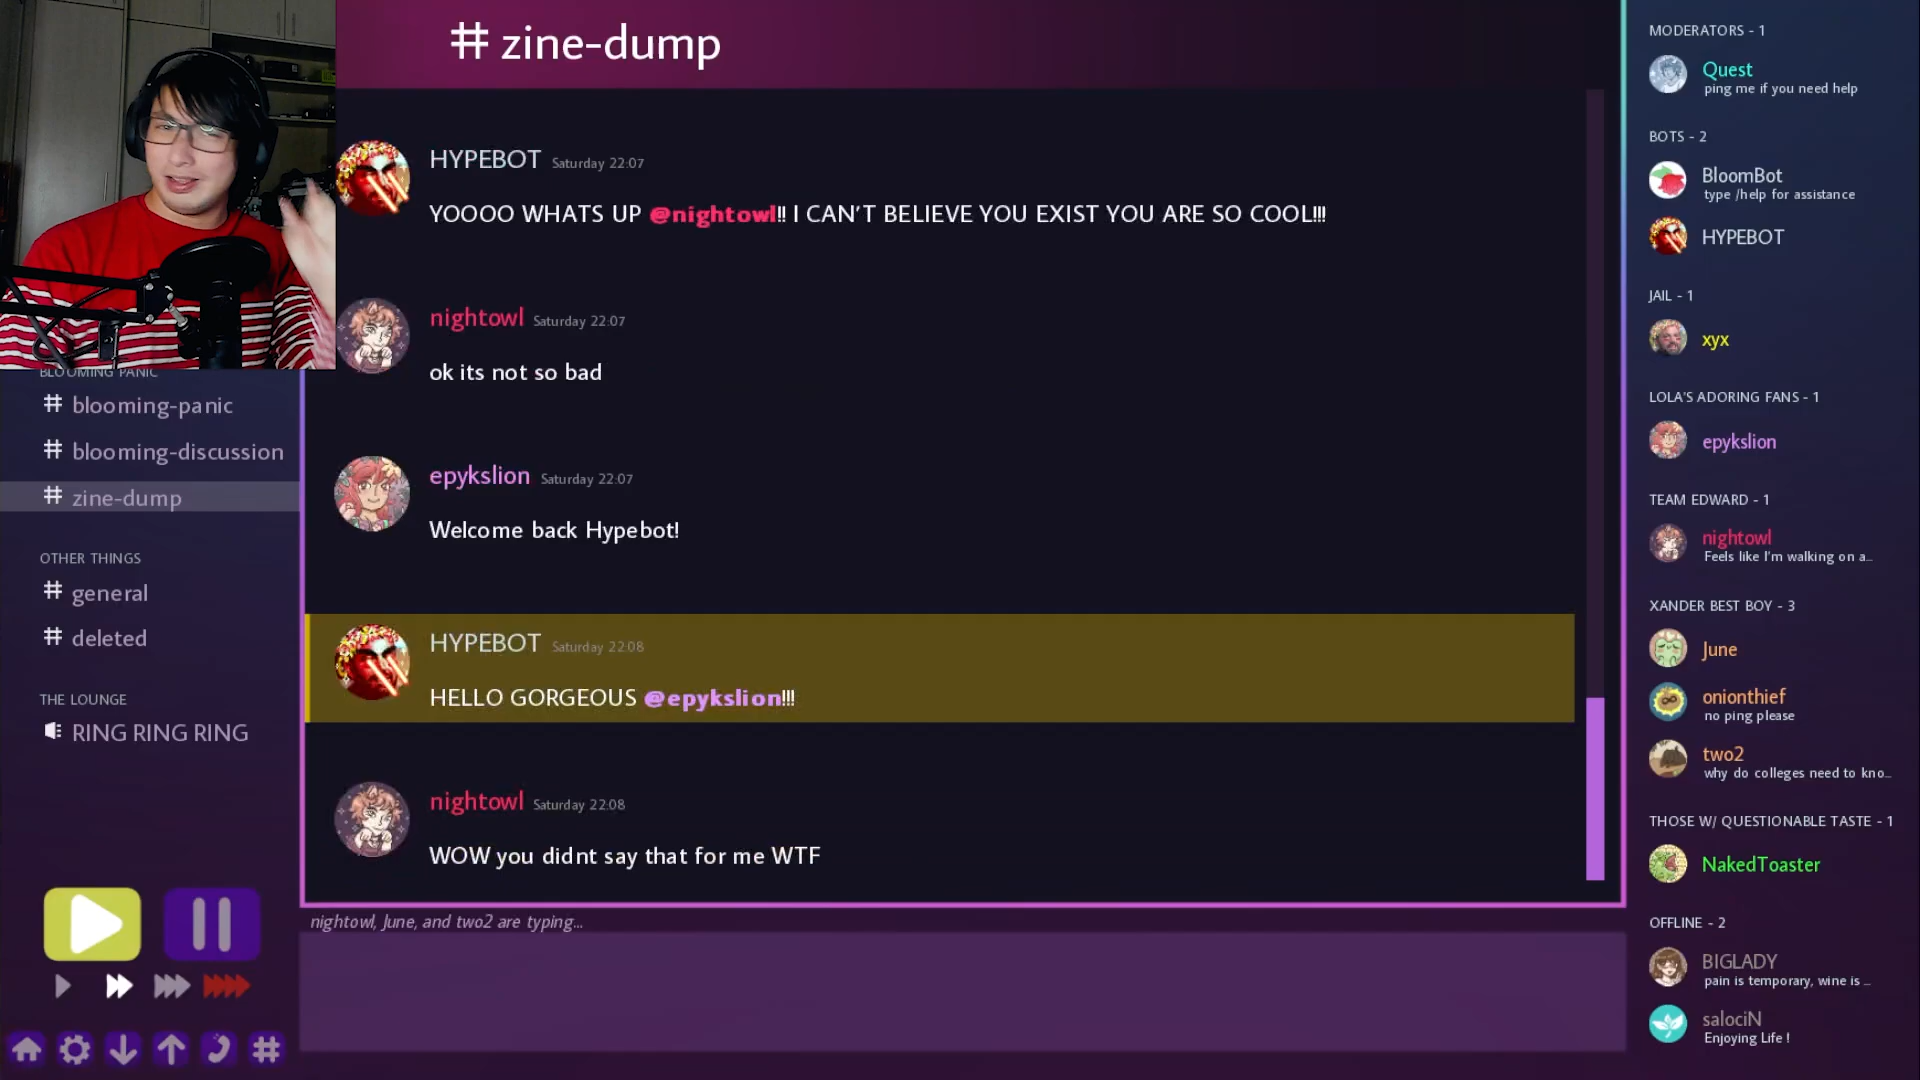 # zine-dump
HYPEBOT Saturday 22:07
YOOOO WHATS UP @nightowl!! I CAN'T BELIEVE YOU EXIST YOU ARE SO COOL!!!
nightowl Saturday 22:07
ok its not so bad
epykslion Saturday 22:07
Welcome back Hypebot!
HYPEBOT Saturday 22:08
HELLO GORGEOUS @epykslion!!!
nightowl Saturday 22:08
WOW you didnt say that for me WTF
nightowl, June, and two2 are typing...
BLOOMING PANIC
# blooming-panic
# blooming-discussion
# zine-dump
OTHER THINGS
# general
# deleted
THE LOUNGE
RING RING RING
MODERATORS - 1
Quest
ping me if you need help
BOTS - 2
BloomBot
type /help for assistance
HYPEBOT
JAIL - 1
xyx
LOLA'S ADORING FANS - 1
epykslion
TEAM EDWARD - 1
nightowl
Feels like I'm walking on a...
XANDER BEST BOY - 3
June
onionthief
no ping please
two2
why do colleges need to kno...
THOSE W/ QUESTIONABLE TASTE - 1
NakedToaster
OFFLINE - 2
BIGLADY
pain is temporary, wine is ...
salociN
Enjoying Life !